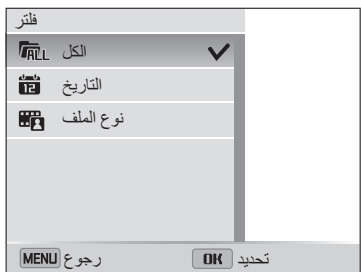 فلتر
الكل ALL
التاريخ 12
نوع الملف
تحديد OK رجوع MENU